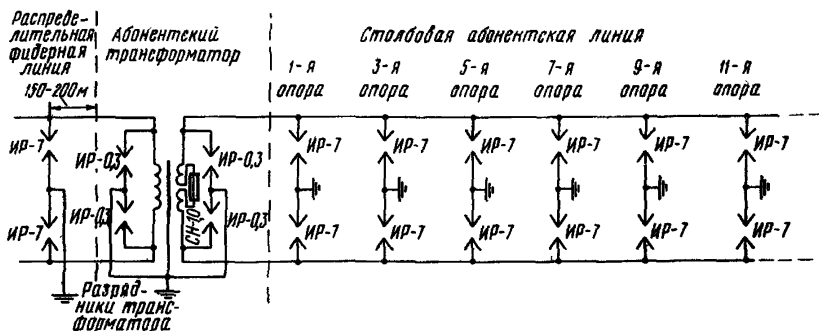 Распреде-
лительная
фидерная
линия
150-200м
Абонентский
трансформатор
Столбовая абонентская линия
1-я
опора
3-я
опора
5-я
опора
7-я
опора
9-я
опора
11-я
опора
ИР-7
ИР-0,3
ИР-0,3
ИР-7
ИР-7
ИР-7
ИР-7
ИР-7
ИР-7
ИР-7
ИР-0,3
СН-1,0
ИР-0,3
ИР-7
ИР-7
ИР-7
ИР-7
ИР-7
ИР-7
Разряд-
ники транс-
форматора